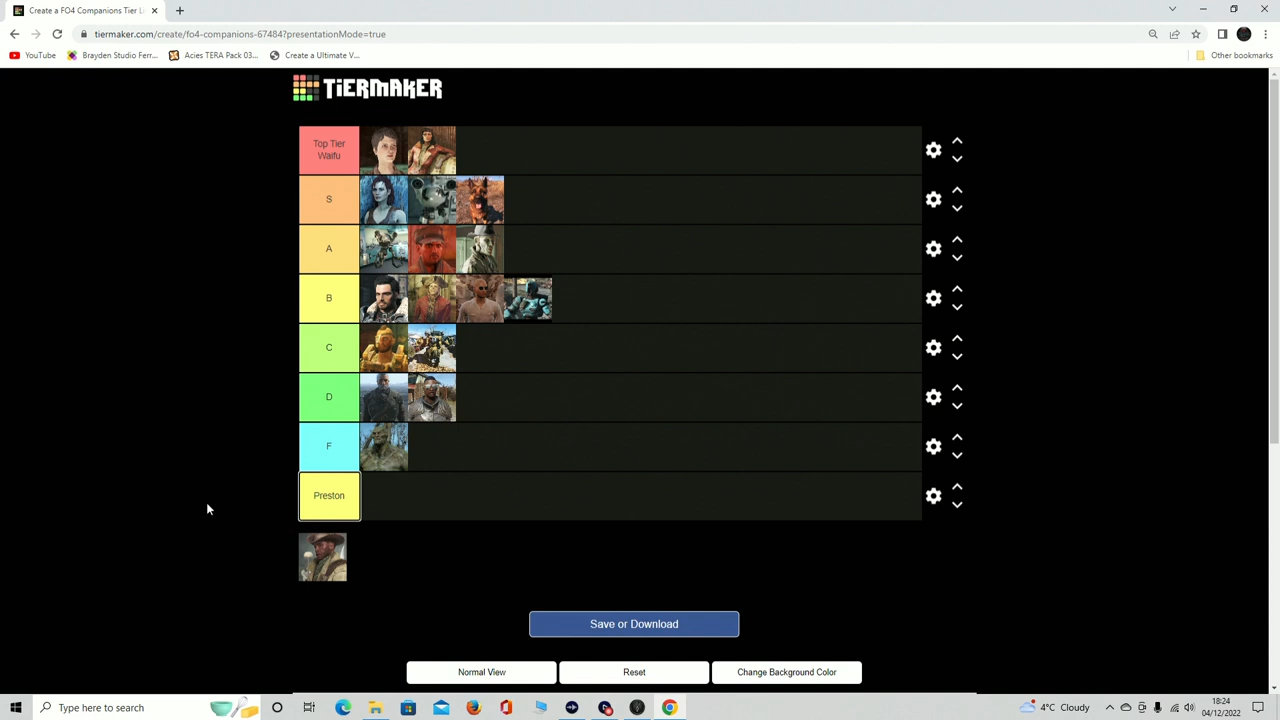 Create a FO4 Companions Tier L
tiermaker.com/create/fo4-companions-67484?presentationMode=true
YouTube
Brayden Studio Ferr...
Acies TERA Pack 03...
Create a Ultimate V...
Other bookmarks
TiERMAKER
Top Tier
Waifu
S
A
B
C
D
F
Preston
Save or Download
Normal View
Reset
Change Background Color
Type here to search
4°C Cloudy
18:24
04/12/2022